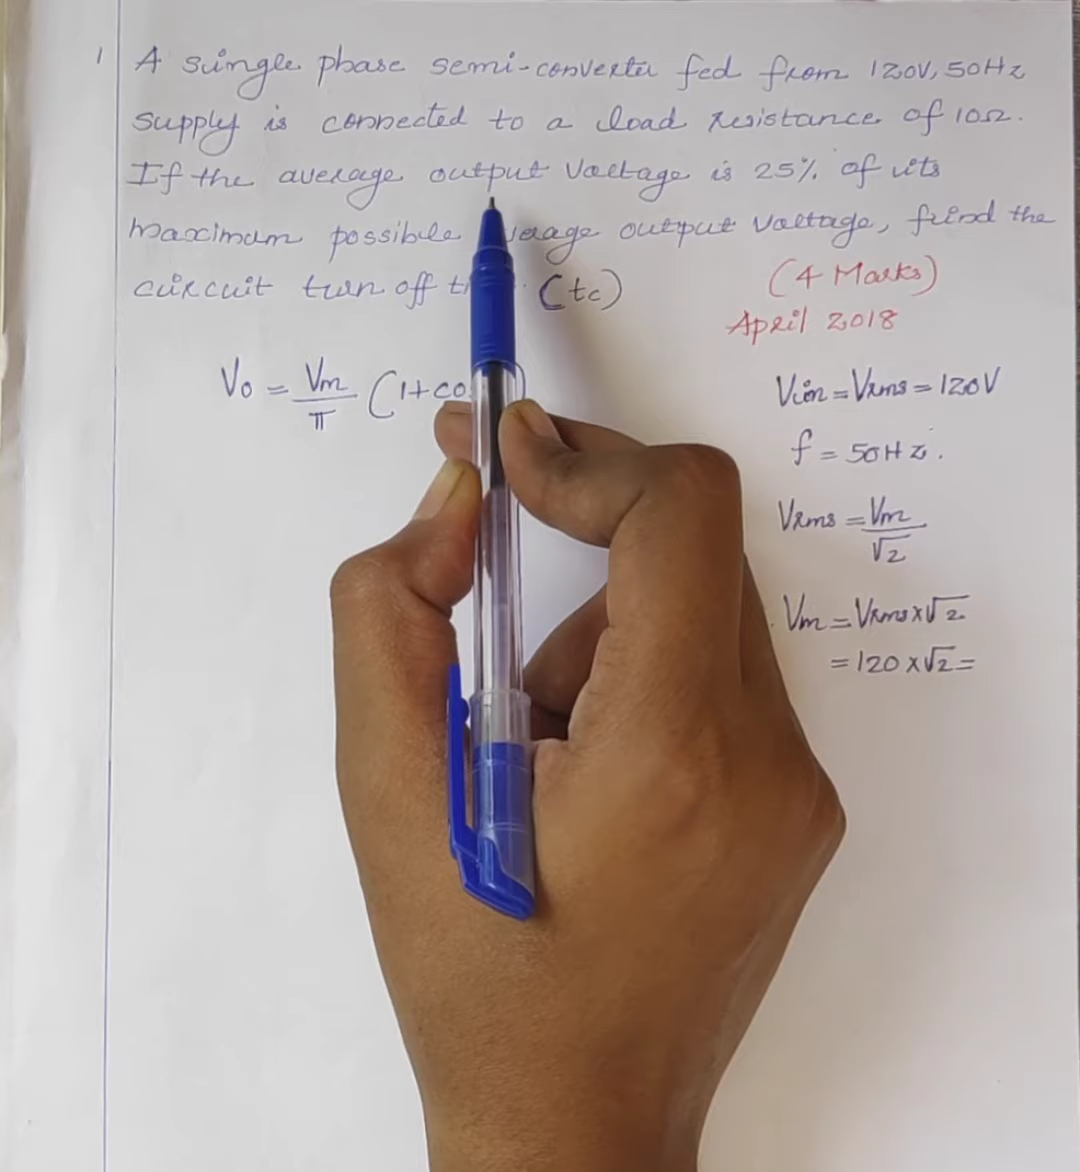 1 A single phase semi-converter fed from 120V, 50Hz
supply is connected to a load resistance of 10Ω.
If the average output voltage is 25% of its
maximum possible output voltage, find the
circuit turn off (tc)
(4 Marks)
April 2018
Vo = Vm/π (1+
Vin = Vrms = 120V
f = 50Hz.
Vrms = Vm/√2
Vm = Vrms x √2
= 120 x √2 =